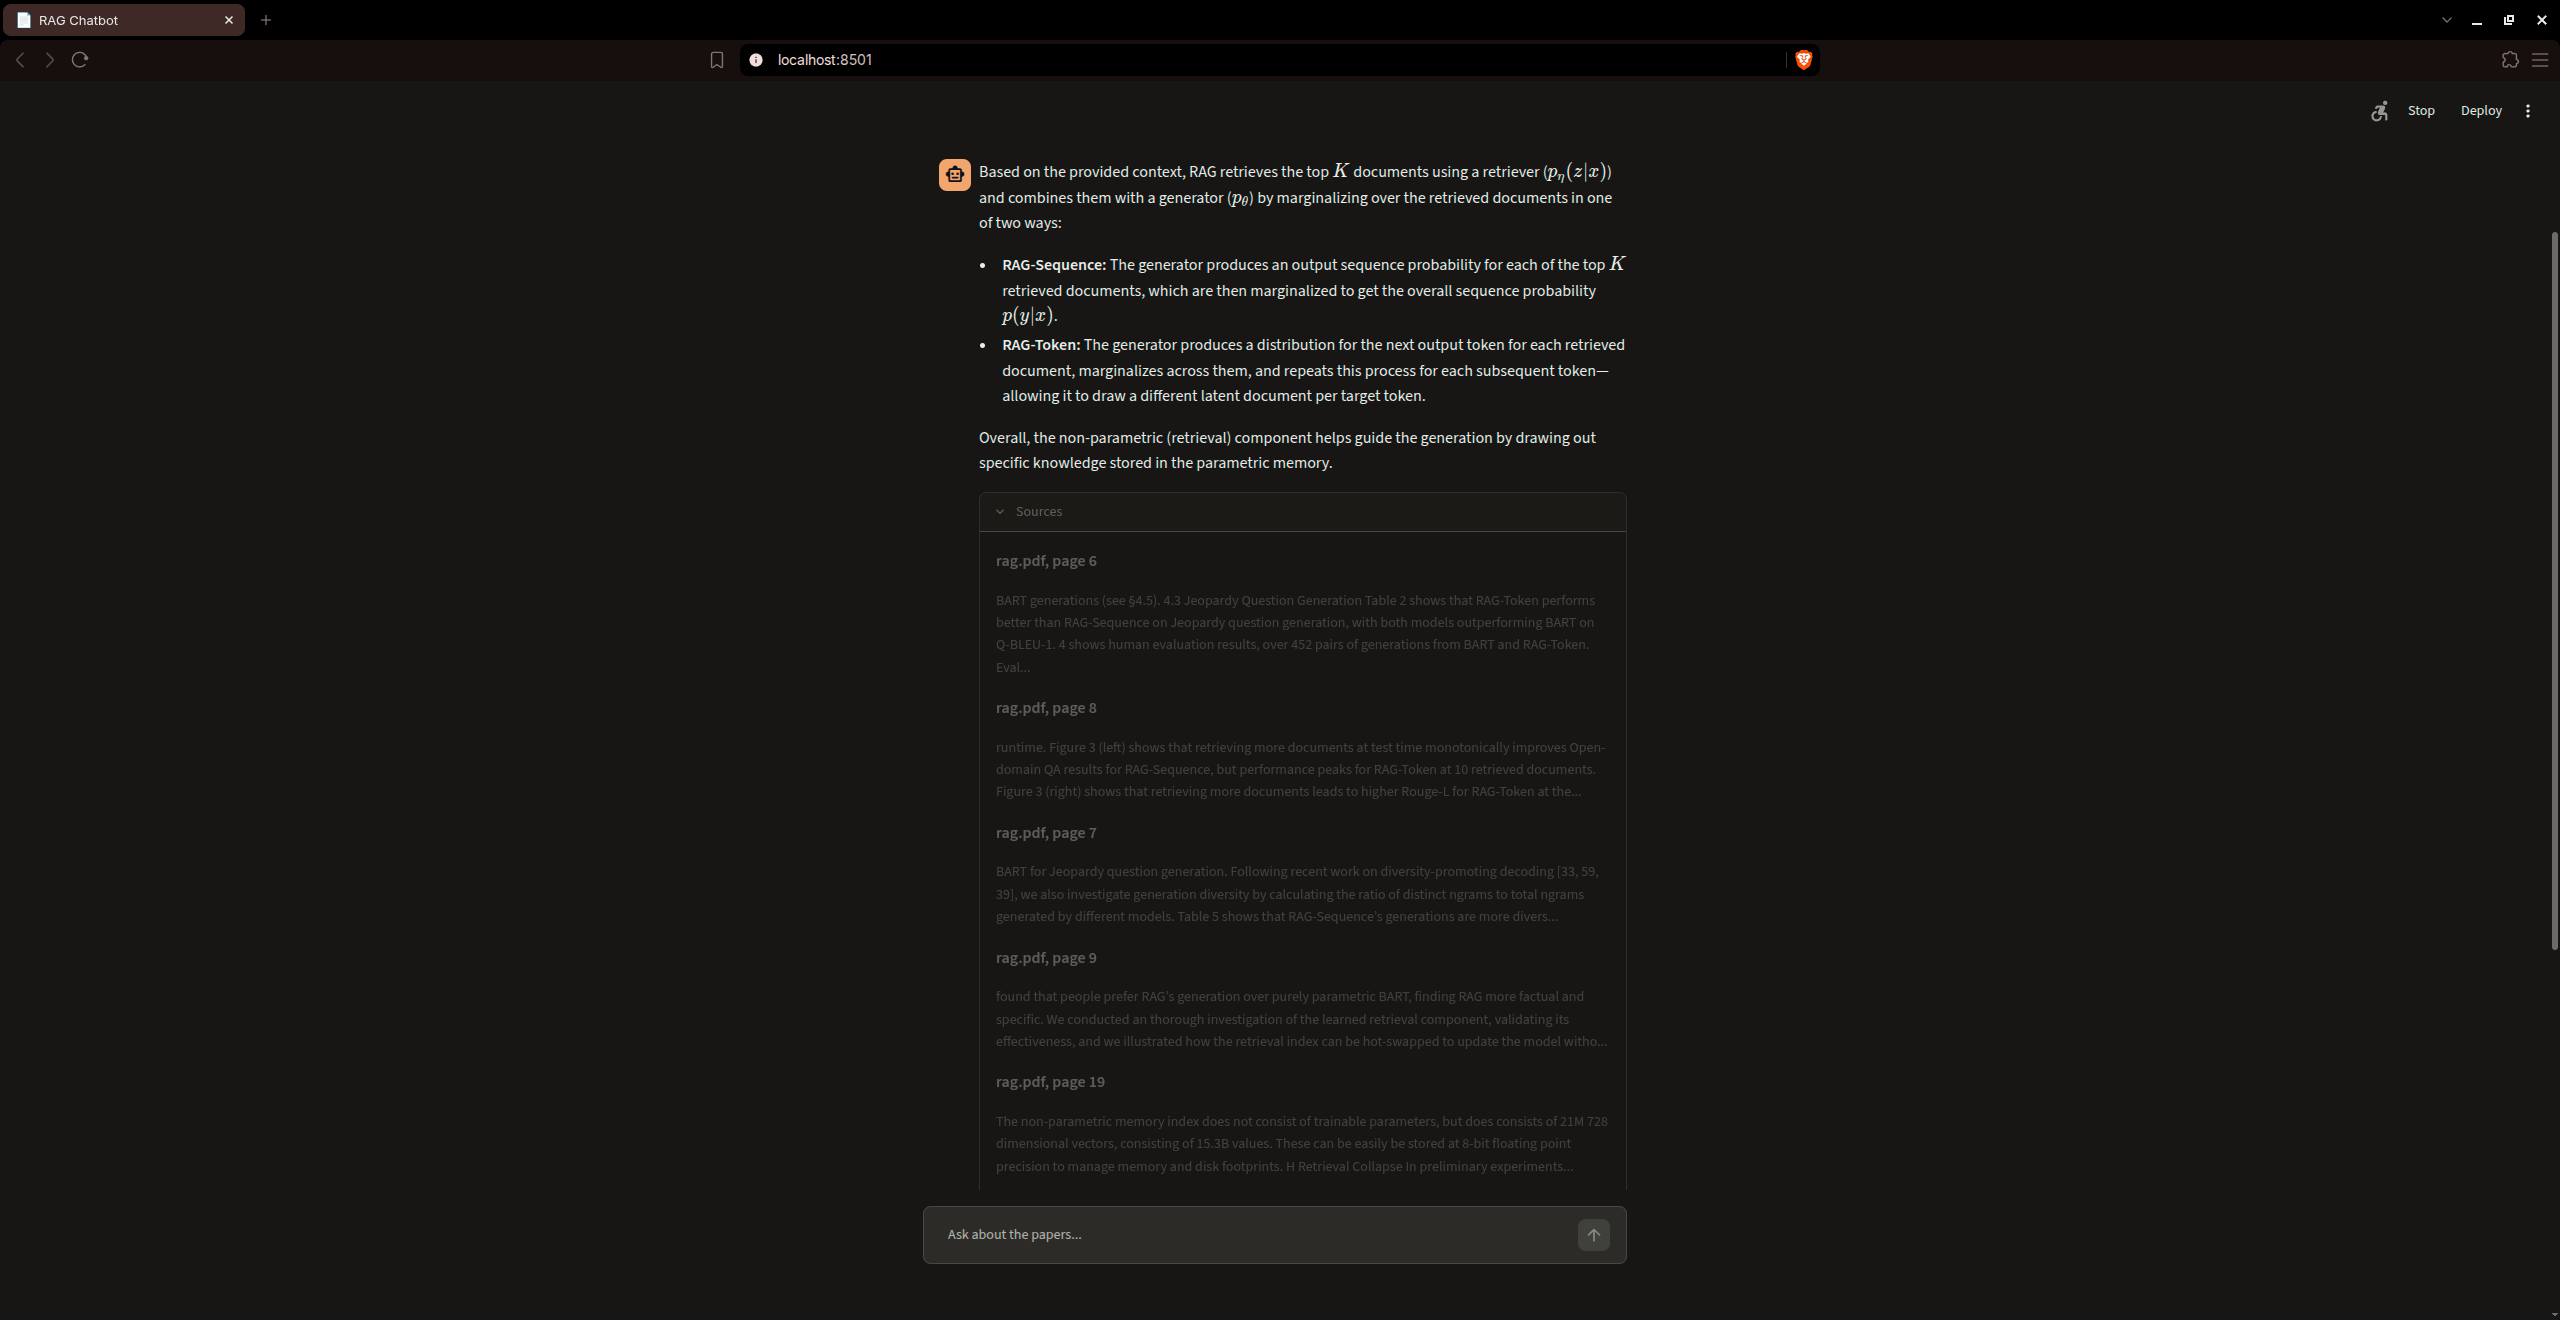 RAG Chatbot
localhost:8501
Stop Deploy
Based on the provided context, RAG retrieves the top K documents using a retriever (pη(z|x))
and combines them with a generator (pθ) by marginalizing over the retrieved documents in one
of two ways:
• RAG-Sequence: The generator produces an output sequence probability for each of the top K
retrieved documents, which are then marginalized to get the overall sequence probability
p(y|x).
• RAG-Token: The generator produces a distribution for the next output token for each retrieved
document, marginalizes across them, and repeats this process for each subsequent token—
allowing it to draw a different latent document per target token.
Overall, the non-parametric (retrieval) component helps guide the generation by drawing out
specific knowledge stored in the parametric memory.
Sources
rag.pdf, page 6
BART generations (see §4.5). 4.3 Jeopardy Question Generation Table 2 shows that RAG-Token performs
better than RAG-Sequence on Jeopardy question generation, with both models outperforming BART on
Q-BLEU-1. 4 shows human evaluation results, over 452 pairs of generations from BART and RAG-Token.
Eval...
rag.pdf, page 8
runtime. Figure 3 (left) shows that retrieving more documents at test time monotonically improves Open-
domain QA results for RAG-Sequence, but performance peaks for RAG-Token at 10 retrieved documents.
Figure 3 (right) shows that retrieving more documents leads to higher Rouge-L for RAG-Token at the...
rag.pdf, page 7
BART for Jeopardy question generation. Following recent work on diversity-promoting decoding [33, 59,
39], we also investigate generation diversity by calculating the ratio of distinct ngrams to total ngrams
generated by different models. Table 5 shows that RAG-Sequence's generations are more divers...
rag.pdf, page 9
found that people prefer RAG's generation over purely parametric BART, finding RAG more factual and
specific. We conducted an thorough investigation of the learned retrieval component, validating its
effectiveness, and we illustrated how the retrieval index can be hot-swapped to update the model witho...
rag.pdf, page 19
The non-parametric memory index does not consist of trainable parameters, but does consists of 21M 728
dimensional vectors, consisting of 15.3B values. These can be easily be stored at 8-bit floating point
precision to manage memory and disk footprints. H Retrieval Collapse In preliminary experiments...
Ask about the papers...